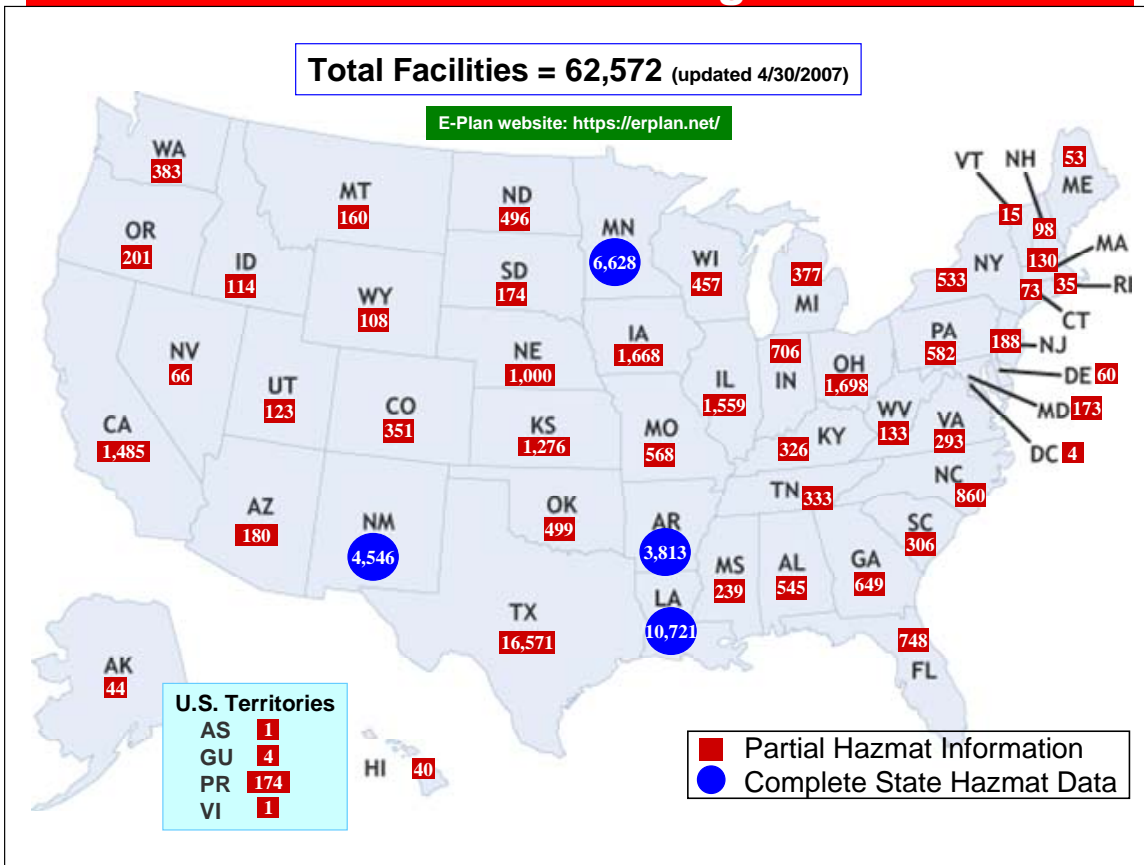 Total Facilities = 62,572 (updated 4/30/2007)
E-Plan website: https://erplan.net/
WA
383
OR
201
ID
114
MT
160
ND
496
MN
6,628
SD
174
WY
108
WI
457
377
MI
VT
15
NH
98
53
ME
130
MA
35
RI
73
CT
533
NY
NV
66
UT
123
CO
351
NE
1,000
IA
1,668
IL
1,559
706
IN
OH
1,698
PA
582
188
NJ
DE
60
MD
173
DC
4
CA
1,485
KS
1,276
MO
568
326
KY
WV
133
VA
293
AZ
180
NM
4,546
OK
499
AR
3,813
TN
333
NC
860
SC
306
TX
16,571
LA
10,721
MS
239
AL
545
GA
649
748
FL
AK
44
HI
40
U.S. Territories
AS 1
GU 4
PR 174
VI 1
Partial Hazmat Information
Complete State Hazmat Data